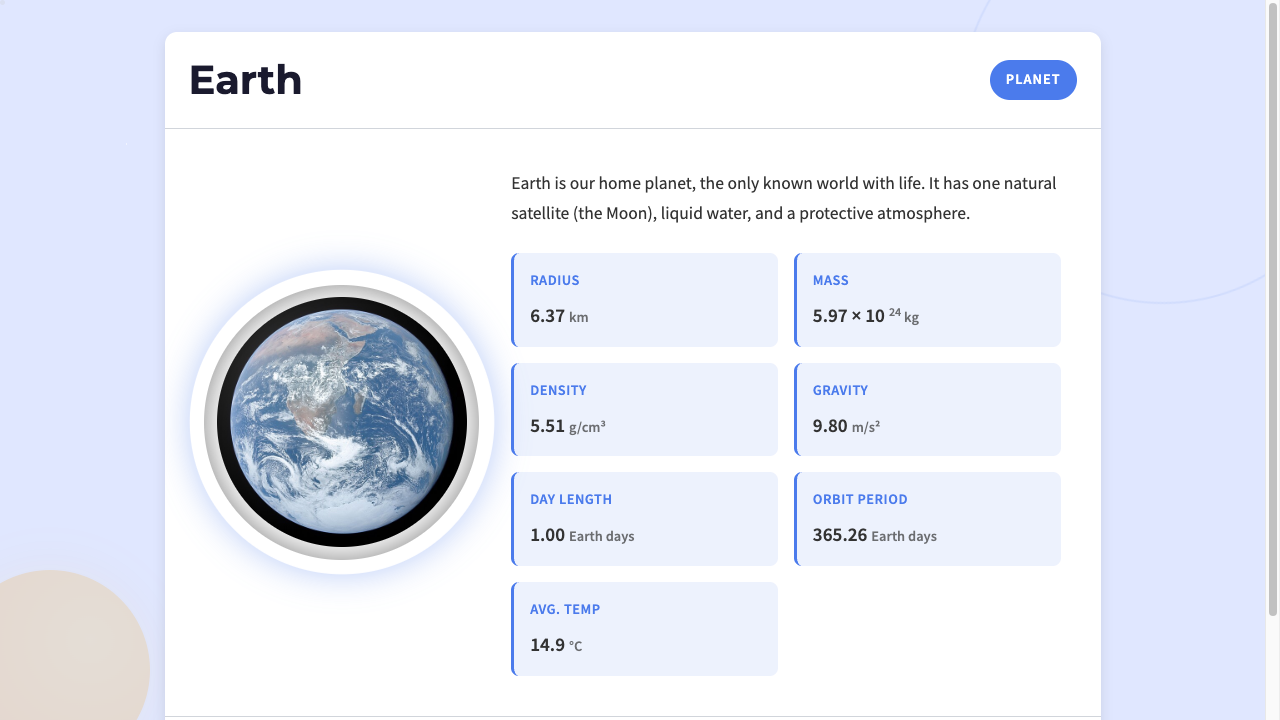 Earth
PLANET
Earth is our home planet, the only known world with life. It has one natural
satellite (the Moon), liquid water, and a protective atmosphere.
RADIUS
6.37 km
MASS
5.97 × 10 ²⁴ kg
DENSITY
5.51 g/cm³
GRAVITY
9.80 m/s²
DAY LENGTH
1.00 Earth days
ORBIT PERIOD
365.26 Earth days
AVG. TEMP
14.9 °C